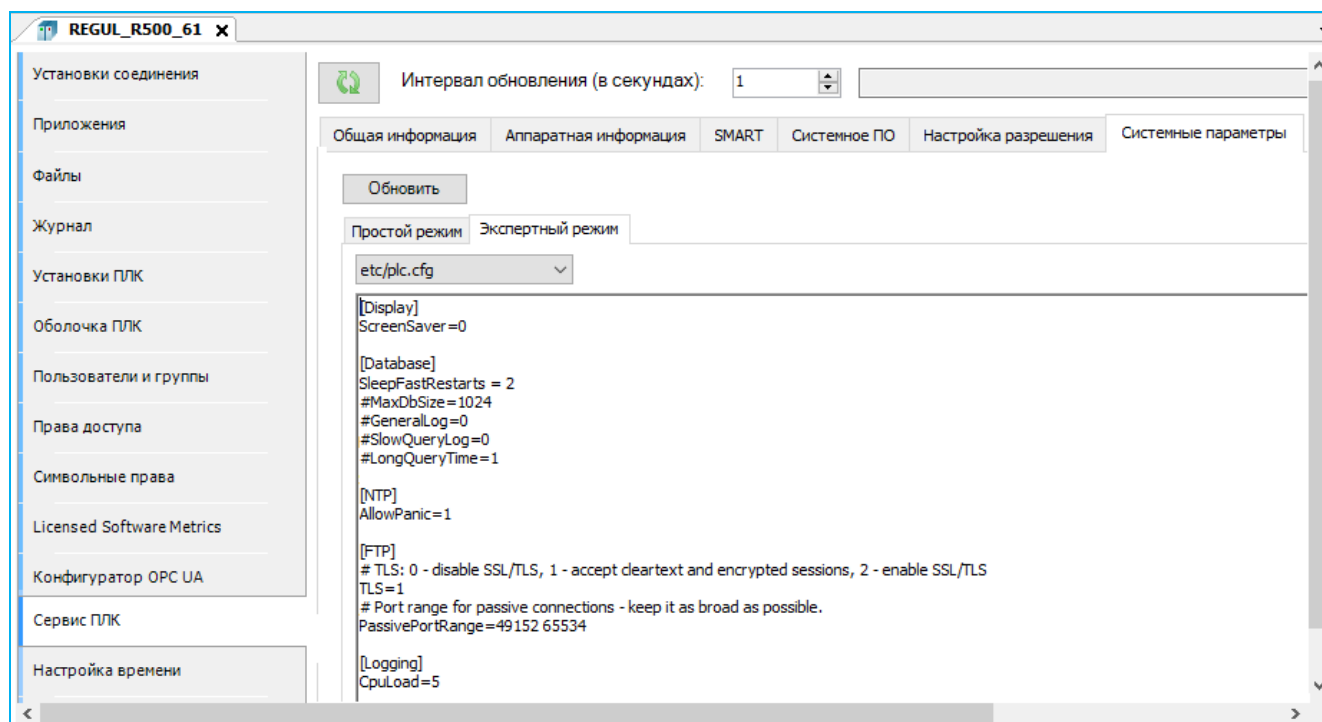 REGUL_R500_61
Установки соединения
Приложения
Файлы
Журнал
Установки ПЛК
Оболочка ПЛК
Пользователи и группы
Права доступа
Символьные права
Licensed Software Metrics
Конфигуратор OPC UA
Сервис ПЛК
Настройка времени
Интервал обновления (в секундах): 1
Общая информация Аппаратная информация SMART Системное ПО Настройка разрешения Системные параметры
Обновить
Простой режим Экспертный режим
etc/plc.cfg
[Display]
ScreenSaver=0
[Database]
SleepFastRestarts = 2
#MaxDbSize=1024
#GeneralLog=0
#SlowQueryLog=0
#LongQueryTime=1
[NTP]
AllowPanic=1
[FTP]
# TLS: 0 - disable SSL/TLS, 1 - accept cleartext and encrypted sessions, 2 - enable SSL/TLS
TLS=1
# Port range for passive connections - keep it as broad as possible.
PassivePortRange=49152 65534
[Logging]
CpuLoad=5